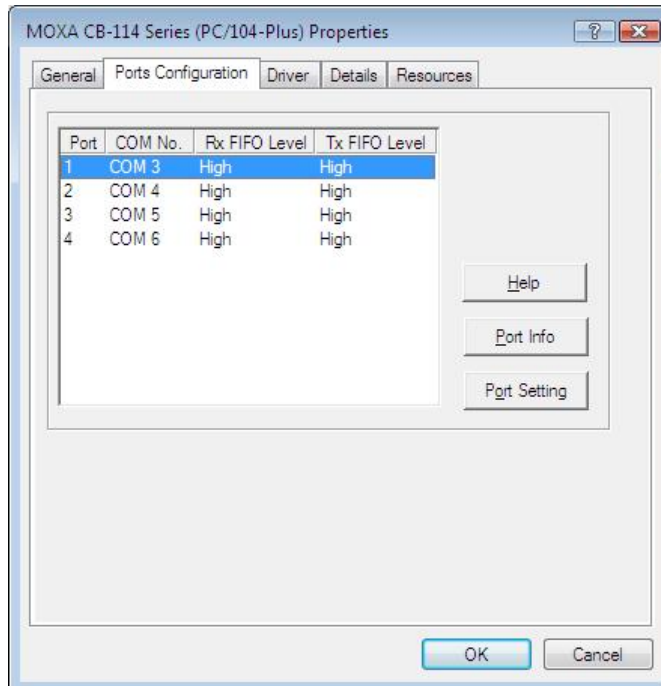 MOXA CB-114 Series (PC/104-Plus) Properties
General Ports Configuration Driver Details Resources
Port COM No. Rx FIFO Level Tx FIFO Level
1 COM 3 High High
2 COM 4 High High
3 COM 5 High High
4 COM 6 High High
Help
Port Info
Port Setting
OK Cancel